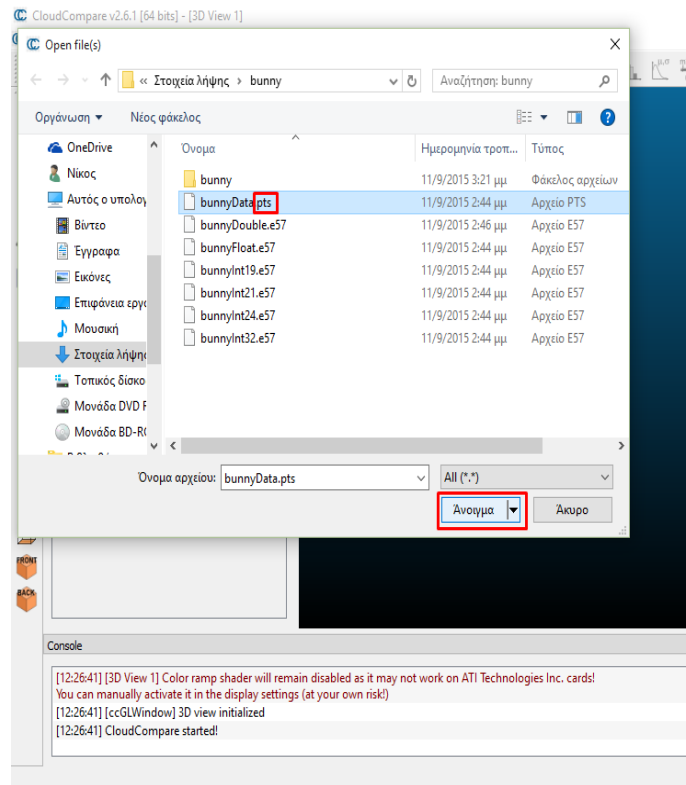 CloudCompare v2.6.1 [64 bits] - [3D View 1]
Open file(s)
« Στοιχεία λήψης › bunny
Αναζήτηση: bunny
μ,σ
Οργάνωση
Νέος φάκελος
Όνομα
Ημερομηνία τροπ...
Τύπος
OneDrive
Νίκος
Αυτός ο υπολογ
Βίντεο
Έγγραφα
Εικόνες
Επιφάνεια εργα
Μουσική
Στοιχεία λήψης
Τοπικός δίσκο
Μονάδα DVD
Μονάδα BD-RO
bunny 11/9/2015 3:21 μμ Φάκελος αρχείων
bunnyData.pts 11/9/2015 2:44 μμ Αρχείο PTS
bunnyDouble.e57 11/9/2015 2:46 μμ Αρχείο E57
bunnyFloat.e57 11/9/2015 2:44 μμ Αρχείο E57
bunnyInt19.e57 11/9/2015 2:44 μμ Αρχείο E57
bunnyInt21.e57 11/9/2015 2:44 μμ Αρχείο E57
bunnyInt24.e57 11/9/2015 2:44 μμ Αρχείο E57
bunnyInt32.e57 11/9/2015 2:44 μμ Αρχείο E57
Όνομα αρχείου: bunnyData.pts
All (*.*)
Άνοιγμα
Άκυρο
FRONT
BACK
Console
[12:26:41] [3D View 1] Color ramp shader will remain disabled as it may not work on ATI Technologies Inc. cards!
You can manually activate it in the display settings (at your own risk!)
[12:26:41] [ccGLWindow] 3D view initialized
[12:26:41] CloudCompare started!